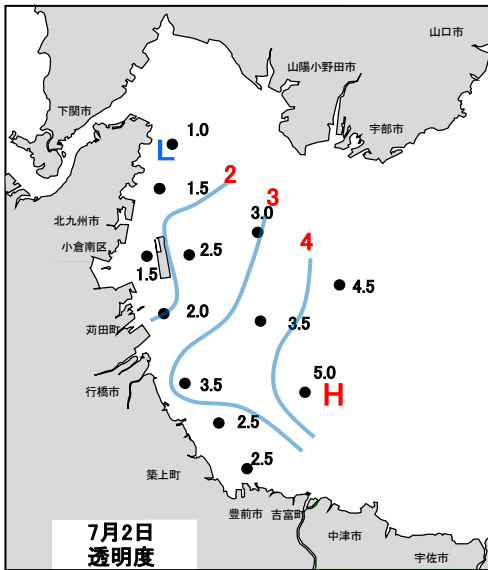 山口市
山陽小野田市
下関市
宇部市
1.0
L
2
1.5
3
北九州市
3.0
小倉南区
4
2.5
1.5
4.5
2.0
3.5
苅田町
5.0
3.5
H
行橋市
2.5
2.5
築上町
豊前市
吉富町
中津市
宇佐市
7月2日
透明度